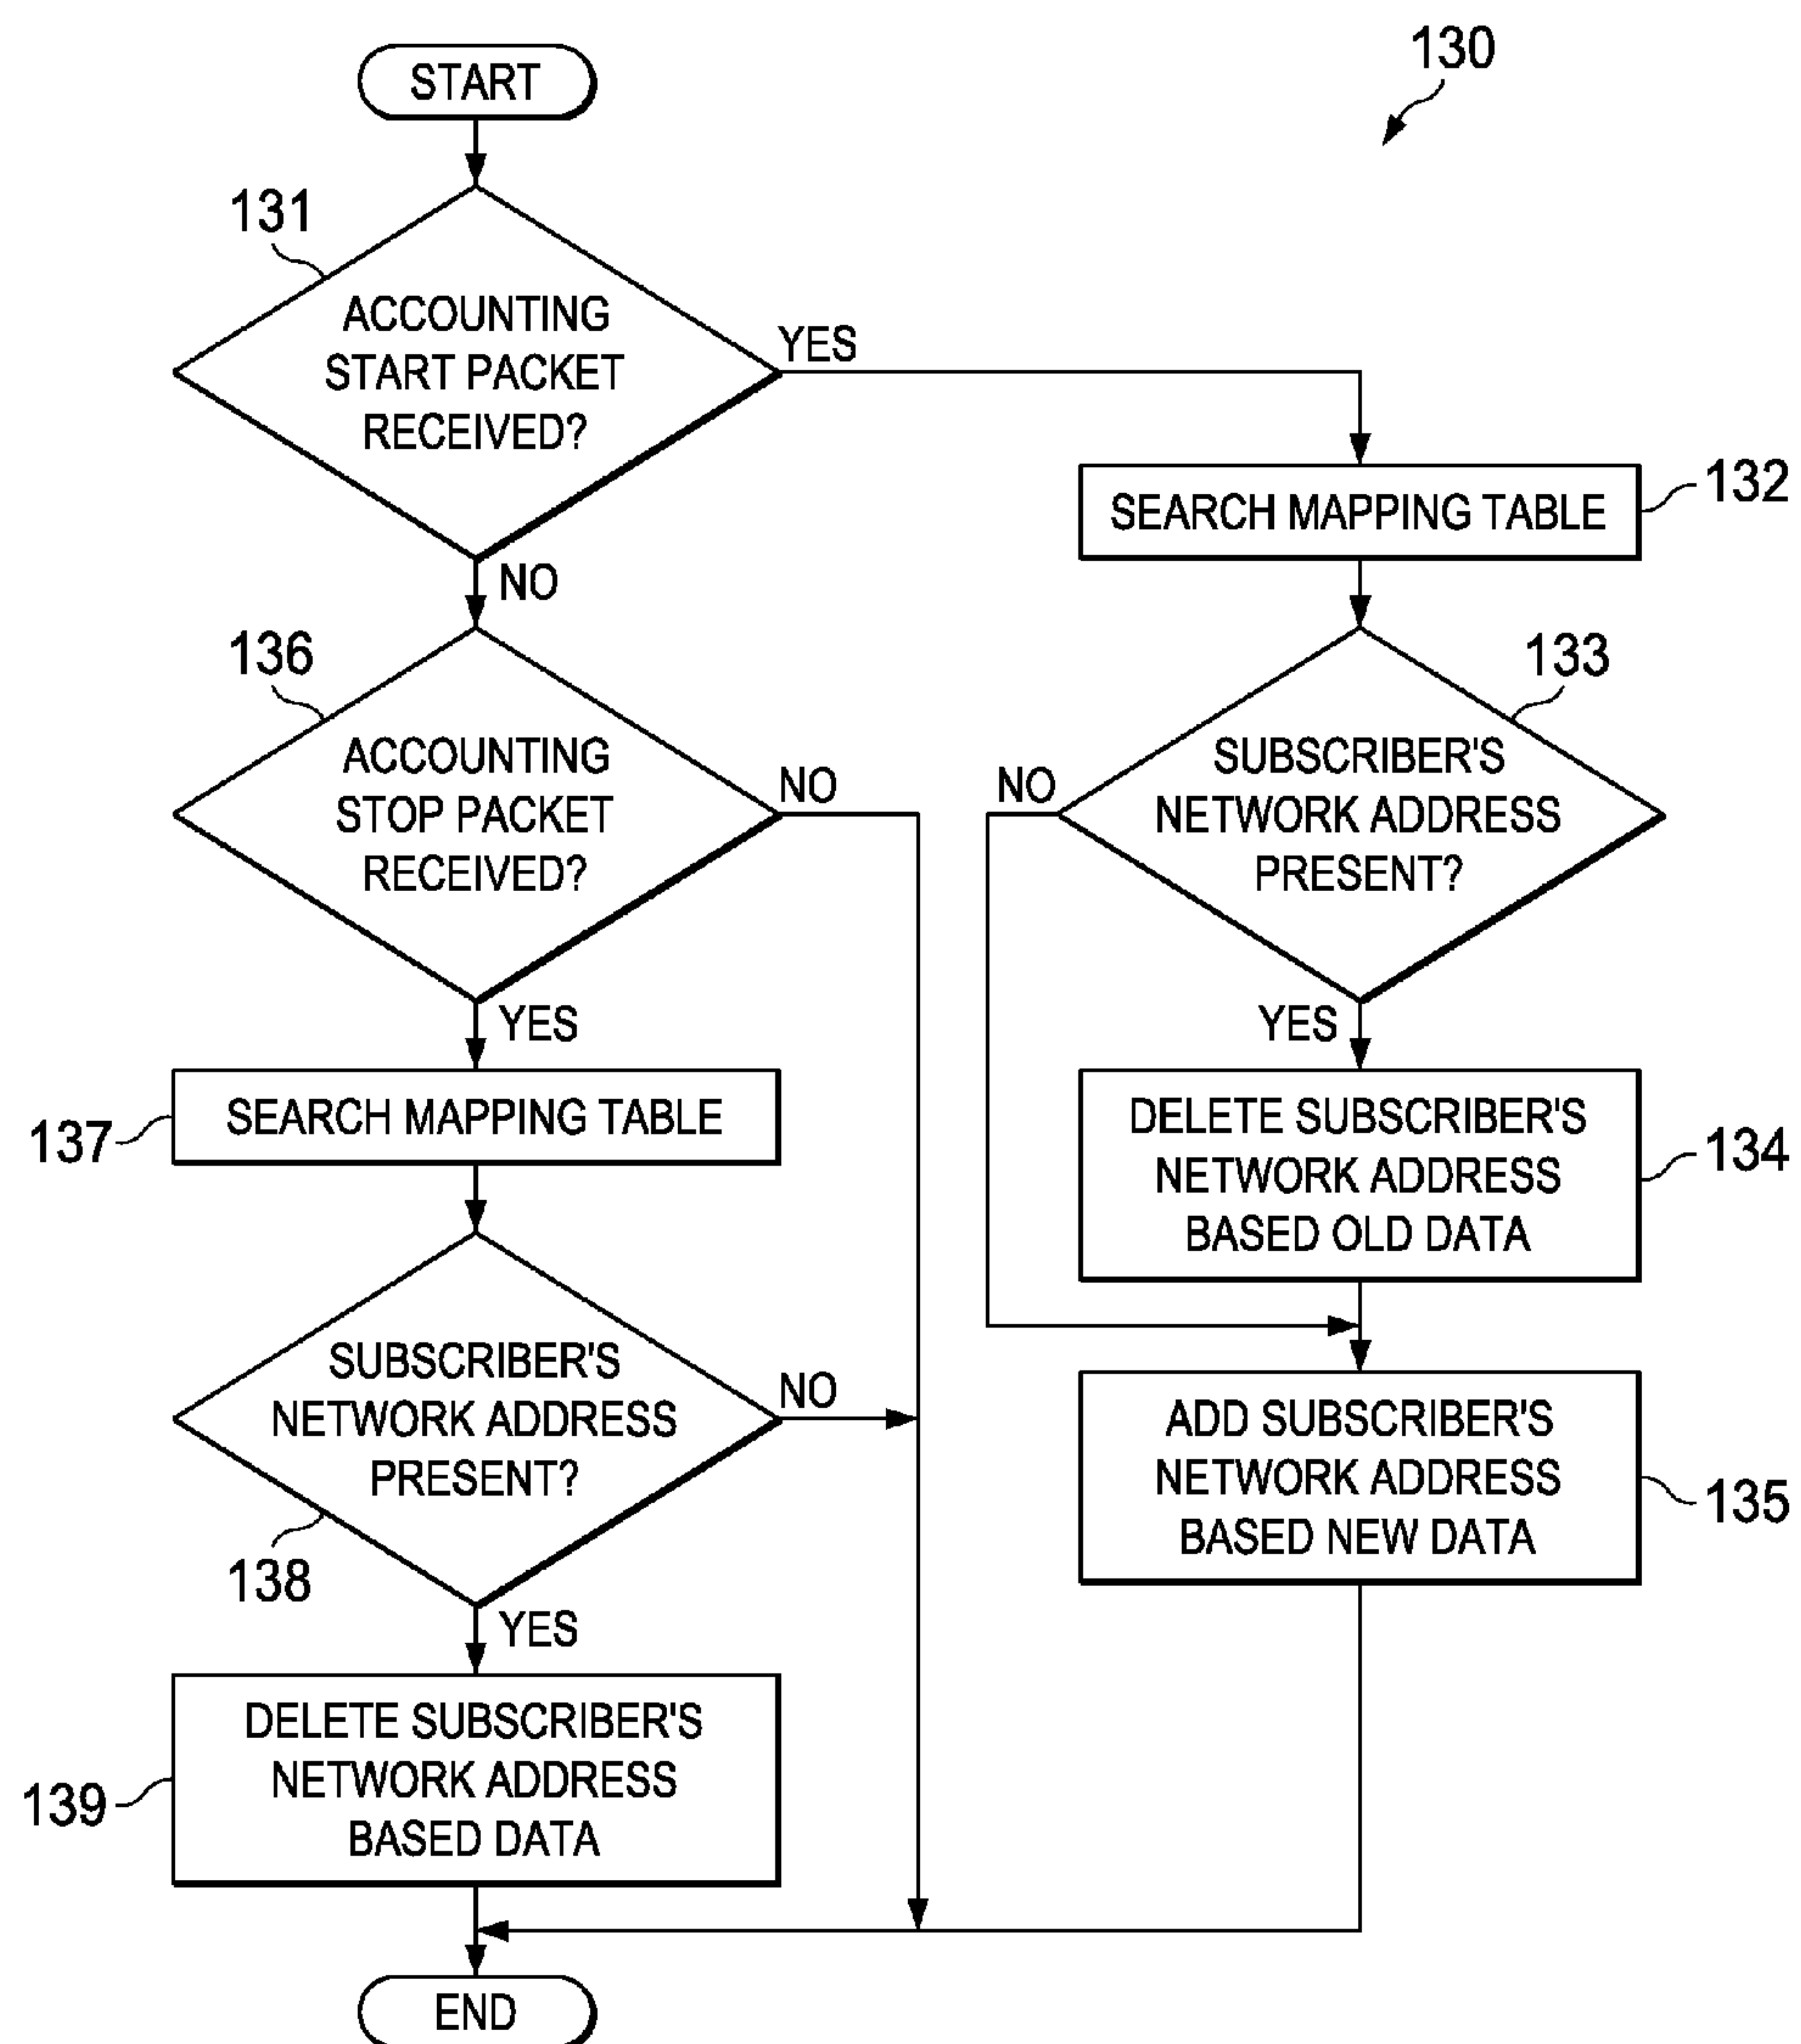 130
START
131
ACCOUNTING
START PACKET
RECEIVED?
YES
NO
132
SEARCH MAPPING TABLE
133
SUBSCRIBER'S
NETWORK ADDRESS
PRESENT?
NO
YES
134
DELETE SUBSCRIBER'S
NETWORK ADDRESS
BASED OLD DATA
135
ADD SUBSCRIBER'S
NETWORK ADDRESS
BASED NEW DATA
136
ACCOUNTING
STOP PACKET
RECEIVED?
NO
YES
137
SEARCH MAPPING TABLE
138
SUBSCRIBER'S
NETWORK ADDRESS
PRESENT?
NO
YES
139
DELETE SUBSCRIBER'S
NETWORK ADDRESS
BASED DATA
END